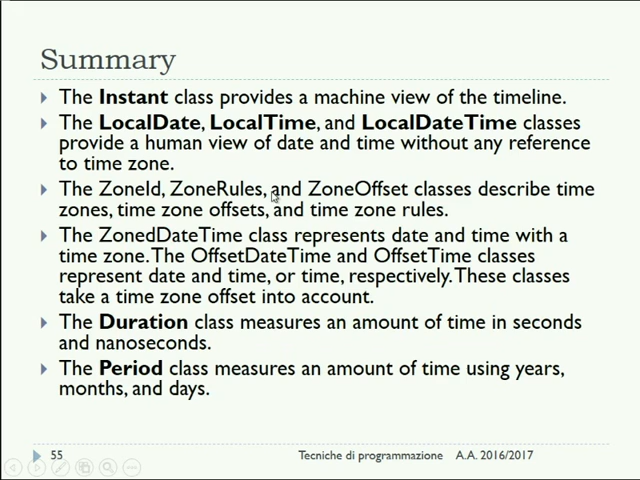 Summary
The Instant class provides a machine view of the timeline.
The LocalDate, LocalTime, and LocalDateTime classes
provide a human view of date and time without any reference
to time zone.
The ZoneId, ZoneRules, and ZoneOffset classes describe time
zones, time zone offsets, and time zone rules.
The ZonedDateTime class represents date and time with a
time zone. The OffsetDateTime and OffsetTime classes
represent date and time, or time, respectively. These classes
take a time zone offset into account.
The Duration class measures an amount of time in seconds
and nanoseconds.
The Period class measures an amount of time using years,
months, and days.
55 Tecniche di programmazione A.A. 2016/2017